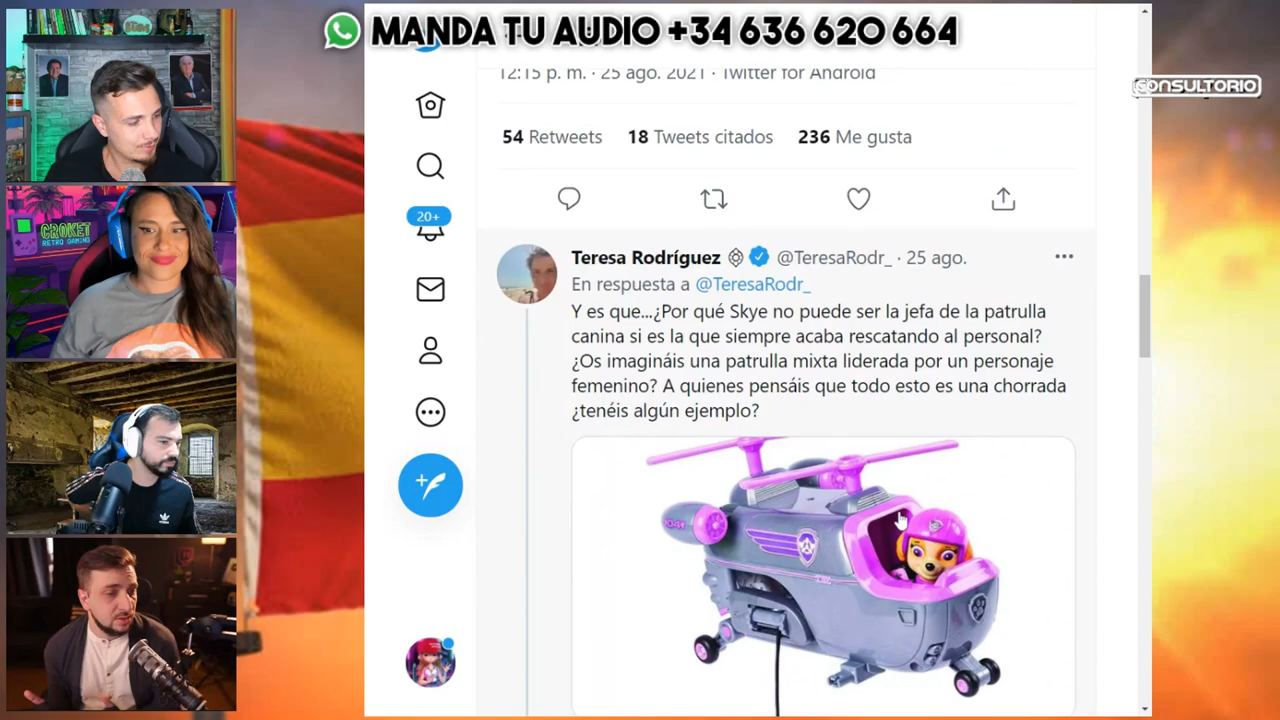 MANDA TU AUDIO +34 636 620 664
CONSULTORIO
12:15 p. m. · 25 ago. 2021 · Twitter for Android
54 Retweets 18 Tweets citados 236 Me gusta
20+
CROKET
RETRO GAMING
Teresa Rodríguez @TeresaRodr_ · 25 ago.
En respuesta a @TeresaRodr_
Y es que...¿Por qué Skye no puede ser la jefa de la patrulla
canina si es la que siempre acaba rescatando al personal?
¿Os imagináis una patrulla mixta liderada por un personaje
femenino? A quienes pensáis que todo esto es una chorrada
¿tenéis algún ejemplo?